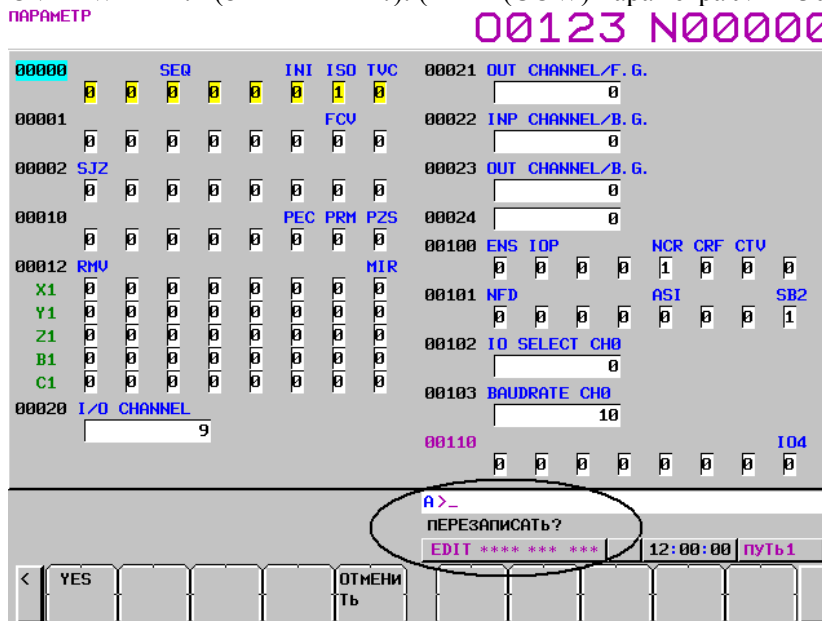 ПАРАМЕТР
O0123 N00000
00000 SEQ INI ISO TVC
0 0 0 0 0 0 1 0
00001 FCV
0 0 0 0 0 0 0 0
00002 SJZ
0 0 0 0 0 0 0 0
00010 PEC PRM PZS
0 0 0 0 0 0 0 0
00012 RMV MIR
X1 0 0 0 0 0 0 0 0
Y1 0 0 0 0 0 0 0 0
Z1 0 0 0 0 0 0 0 0
B1 0 0 0 0 0 0 0 0
C1 0 0 0 0 0 0 0 0
00020 I/O CHANNEL
9
00021 OUT CHANNEL/F.G.
0
00022 INP CHANNEL/B.G.
0
00023 OUT CHANNEL/B.G.
0
00024 0
00100 ENS IOP NCR CRF CTV
0 0 0 0 1 0 0 0
00101 NFD ASI SB2
0 0 0 0 0 0 0 1
00102 IO SELECT CH0
0
00103 BAUDRATE CH0
10
00110 IO4
0 0 0 0 0 0 0 0
A>_
ПЕРЕЗАПИСАТЬ?
EDIT **** *** *** 12:00:00 ПУТЬ1
< YES ОТМЕНИ
ТЬ